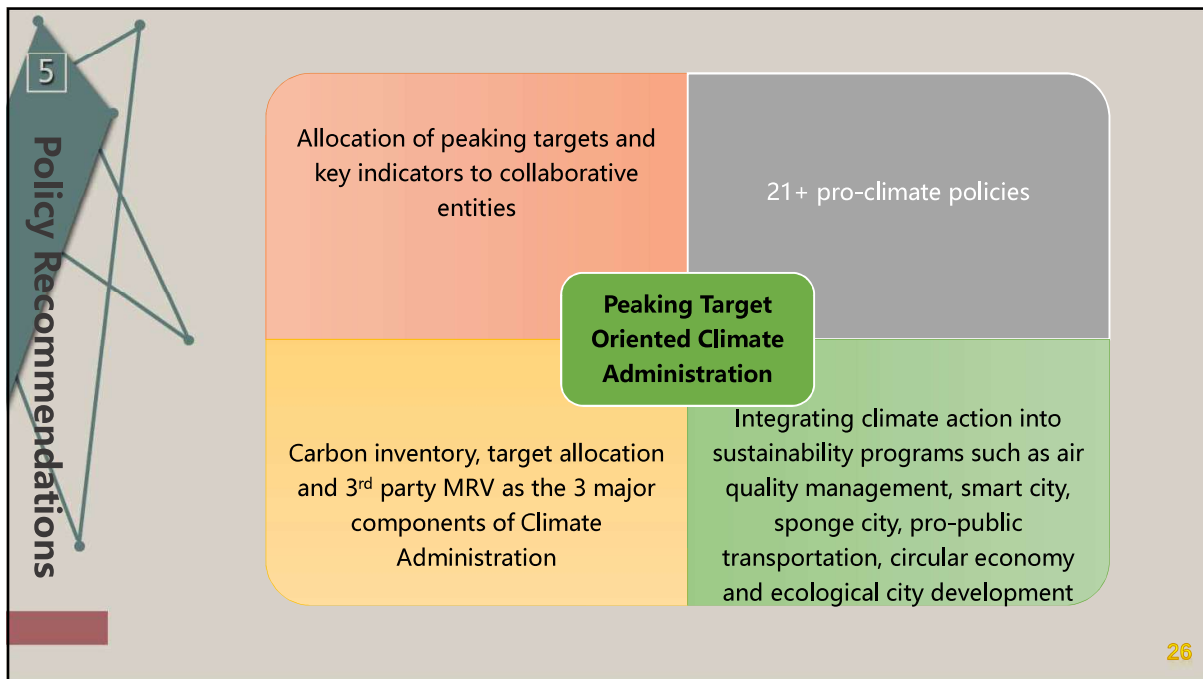 5
Policy Recommendations
Allocation of peaking targets and
key indicators to collaborative
entities
21+ pro-climate policies
Peaking Target
Oriented Climate
Administration
Carbon inventory, target allocation
and 3rd party MRV as the 3 major
components of Climate
Administration
Integrating climate action into
sustainability programs such as air
quality management, smart city,
sponge city, pro-public
transportation, circular economy
and ecological city development
26